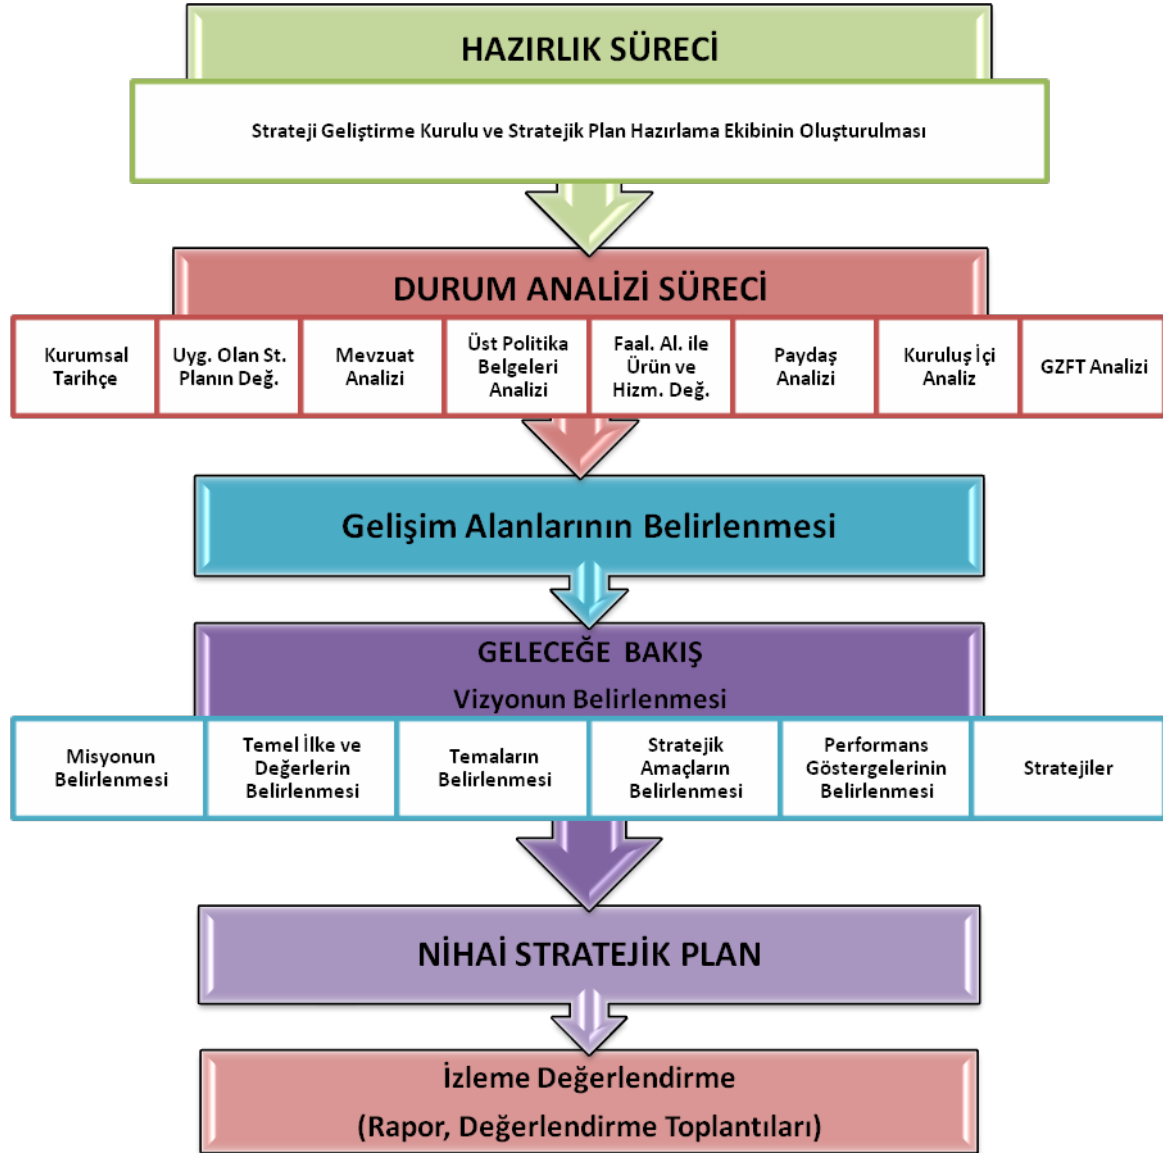 HAZIRLIK SÜRECİ
Strateji Geliştirme Kurulu ve Stratejik Plan Hazırlama Ekibinin Oluşturulması
DURUM ANALİZİ SÜRECİ
Kurumsal
Tarihçe
Uyg. Olan St.
Planın Değ.
Mevzuat
Analizi
Üst Politika
Belgeleri
Analizi
Faal. Al. ile
Ürün ve
Hizm. Değ.
Paydaş
Analizi
Kuruluş İçi
Analiz
GZFT Analizi
Gelişim Alanlarının Belirlenmesi
GELECEĞE BAKIŞ
Vizyonun Belirlenmesi
Misyonun
Belirlenmesi
Temel İlke ve
Değerlerin
Belirlenmesi
Temaların
Belirlenmesi
Stratejik
Amaçların
Belirlenmesi
Performans
Göstergelerinin
Belirlenmesi
Stratejiler
NİHAİ STRATEJİK PLAN
İzleme Değerlendirme
(Rapor, Değerlendirme Toplantıları)